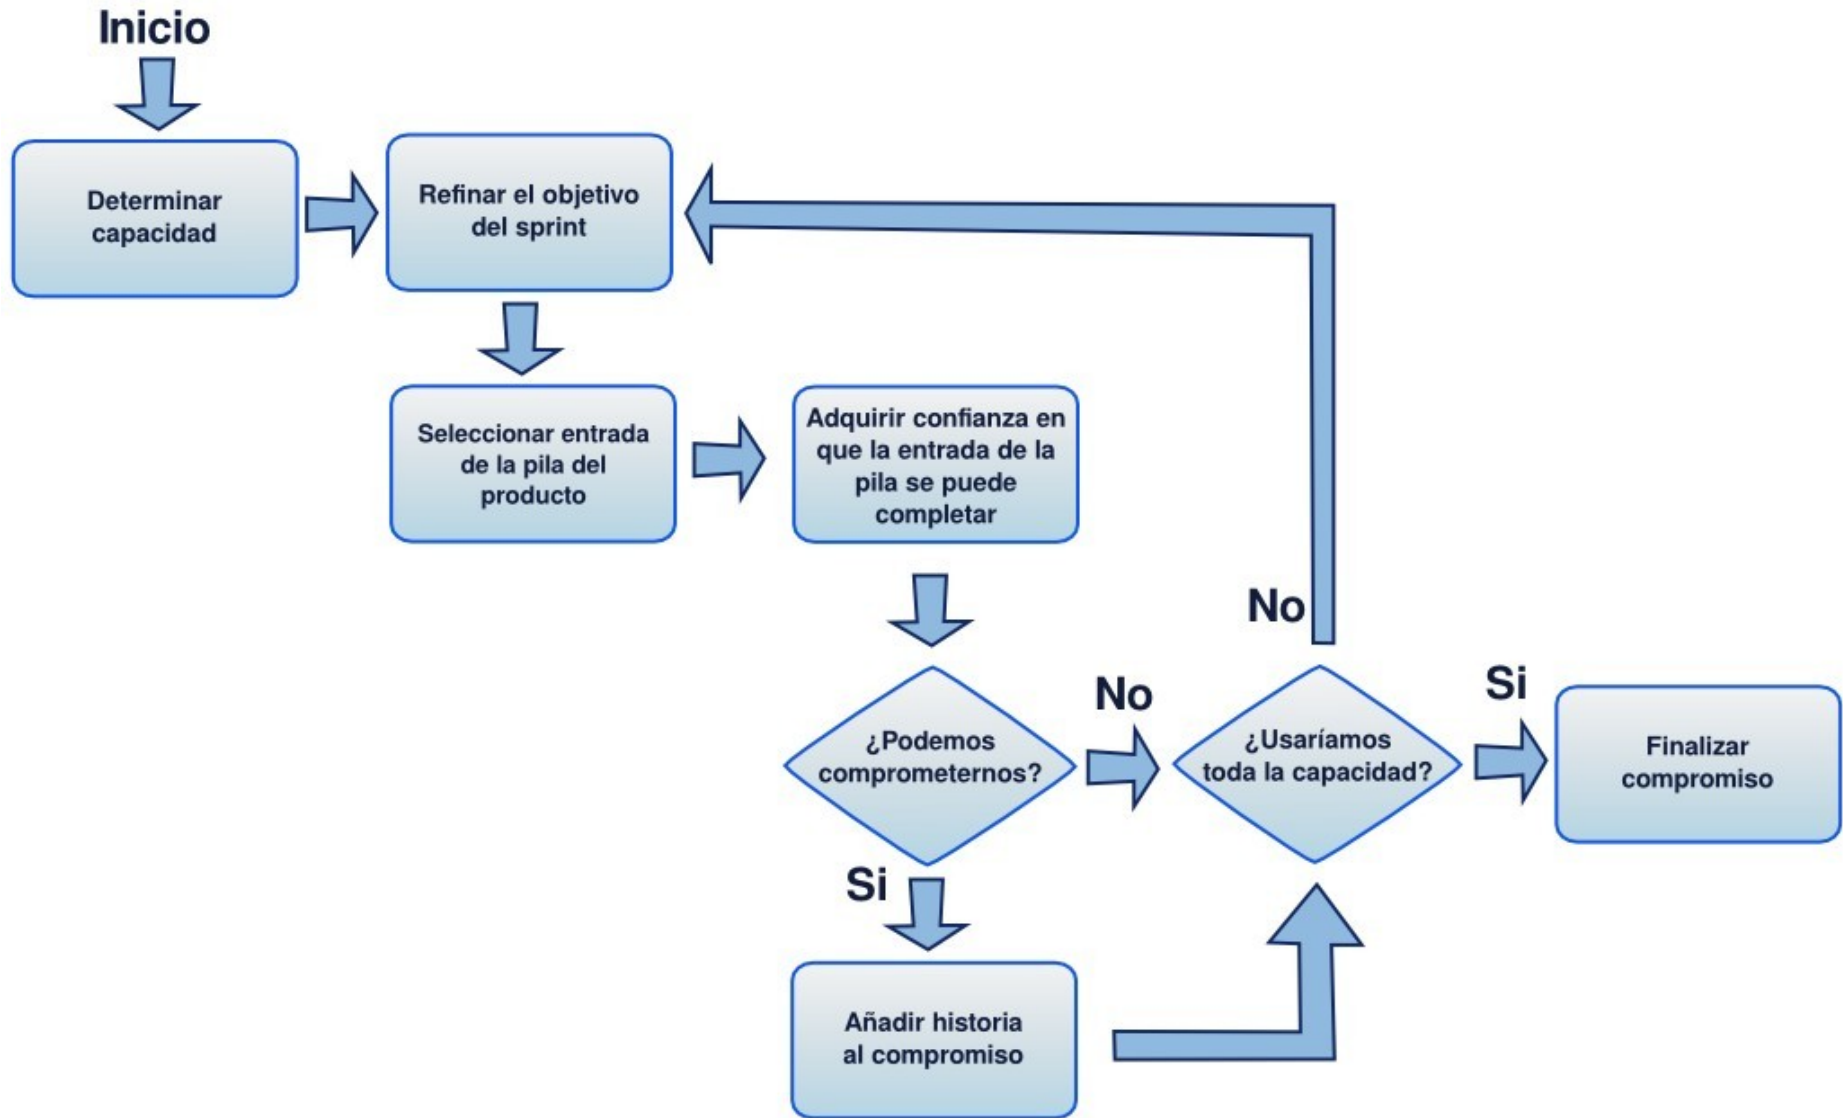 Inicio
Determinar
capacidad
Refinar el objetivo
del sprint
Seleccionar entrada
de la pila del
producto
Adquirir confianza en
que la entrada de la
pila se puede
completar
¿Podemos
comprometernos?
No
Si
Añadir historia
al compromiso
¿Usaríamos
toda la capacidad?
No
Si
Finalizar
compromiso